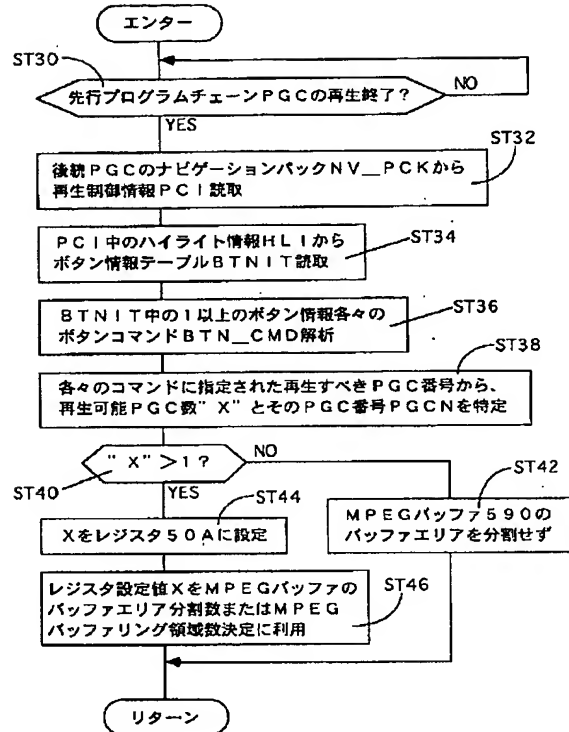 エンター
ST30
先行プログラムチェーンPGCの再生終了?
NO
YES
ST32
後続PGCのナビゲーションパックNV__PCKから
再生制御情報PCI読取
ST34
PCI中のハイライト情報HLIから
ボタン情報テーブルBTNIT読取
ST36
BTNIT中の1以上のボタン情報各々の
ボタンコマンドBTN__CMD解析
ST38
各々のコマンドに指定された再生すべきPGC番号から、
再生可能PGC数"X"とそのPGC番号PGCNを特定
"X">1?
NO
ST40
YES
ST42
MPEGバッファ590の
バッファエリアを分割せず
ST44
Xをレジスタ50Aに設定
レジスタ設定値XをMPEGバッファの
バッファエリア分割数またはMPEG
バッファリング領域数決定に利用
ST46
リターン